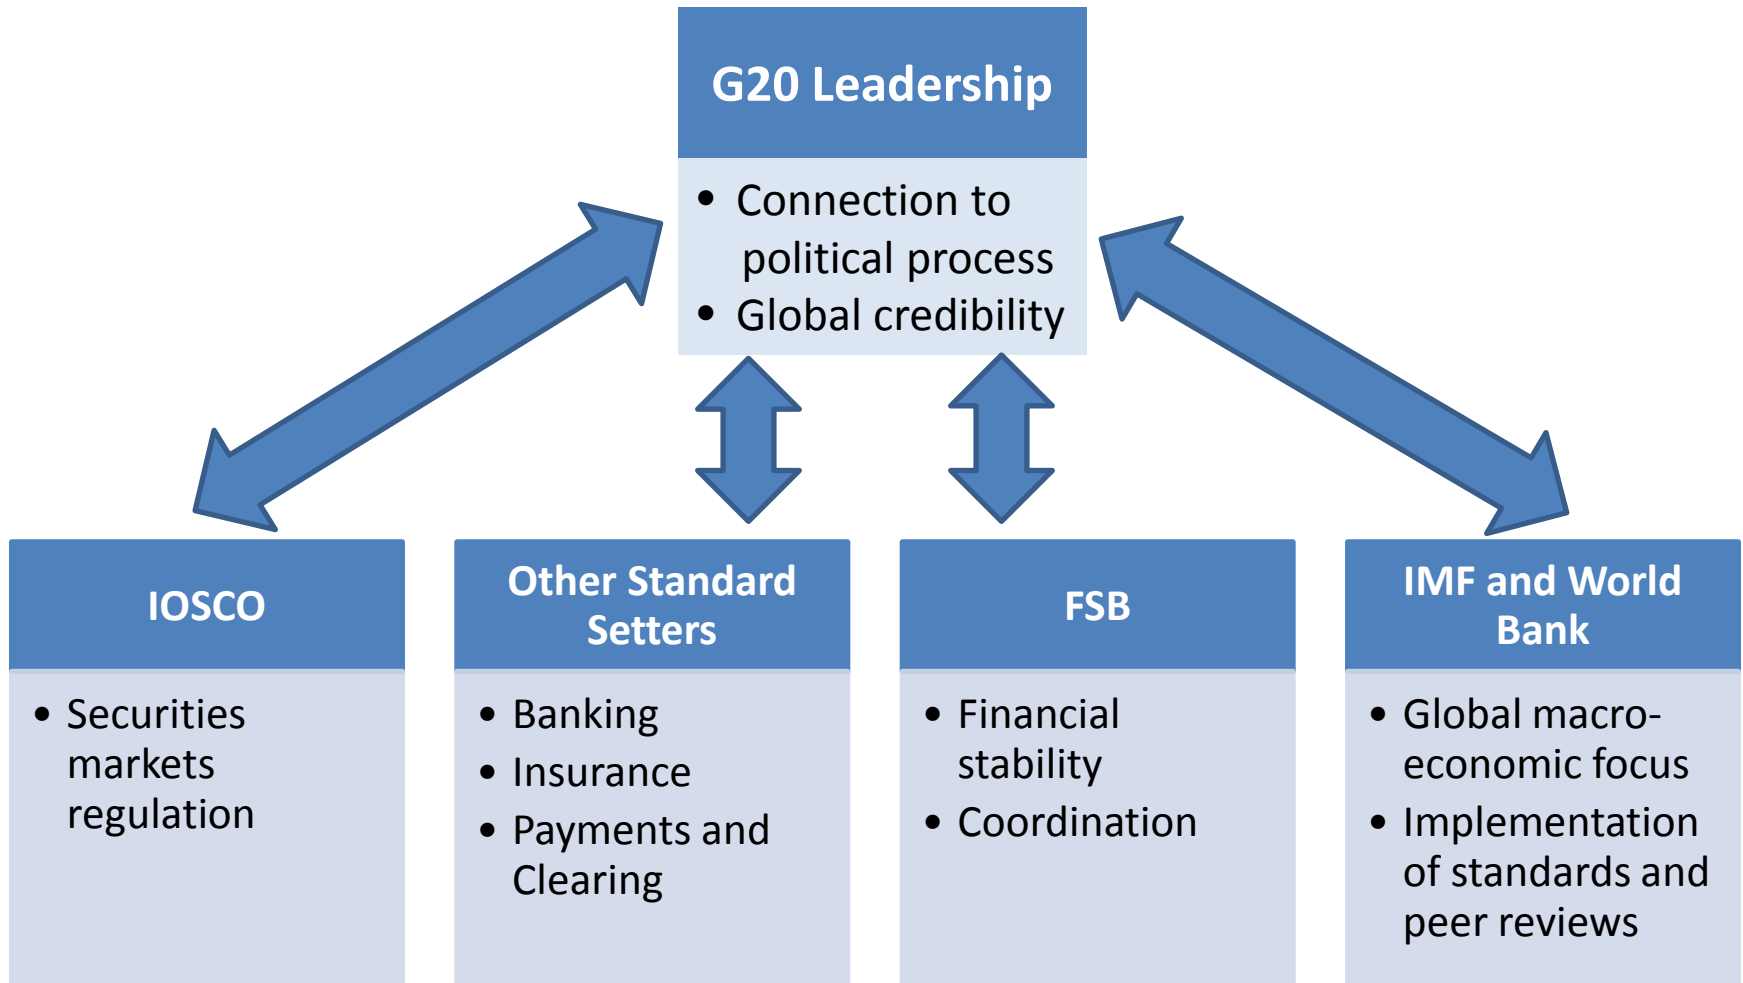 G20 Leadership
• Connection to
political process
• Global credibility
IOSCO
• Securities
markets
regulation
Other Standard
Setters
• Banking
• Insurance
• Payments and
Clearing
FSB
• Financial
stability
• Coordination
IMF and World
Bank
• Global macro-
economic focus
• Implementation
of standards and
peer reviews